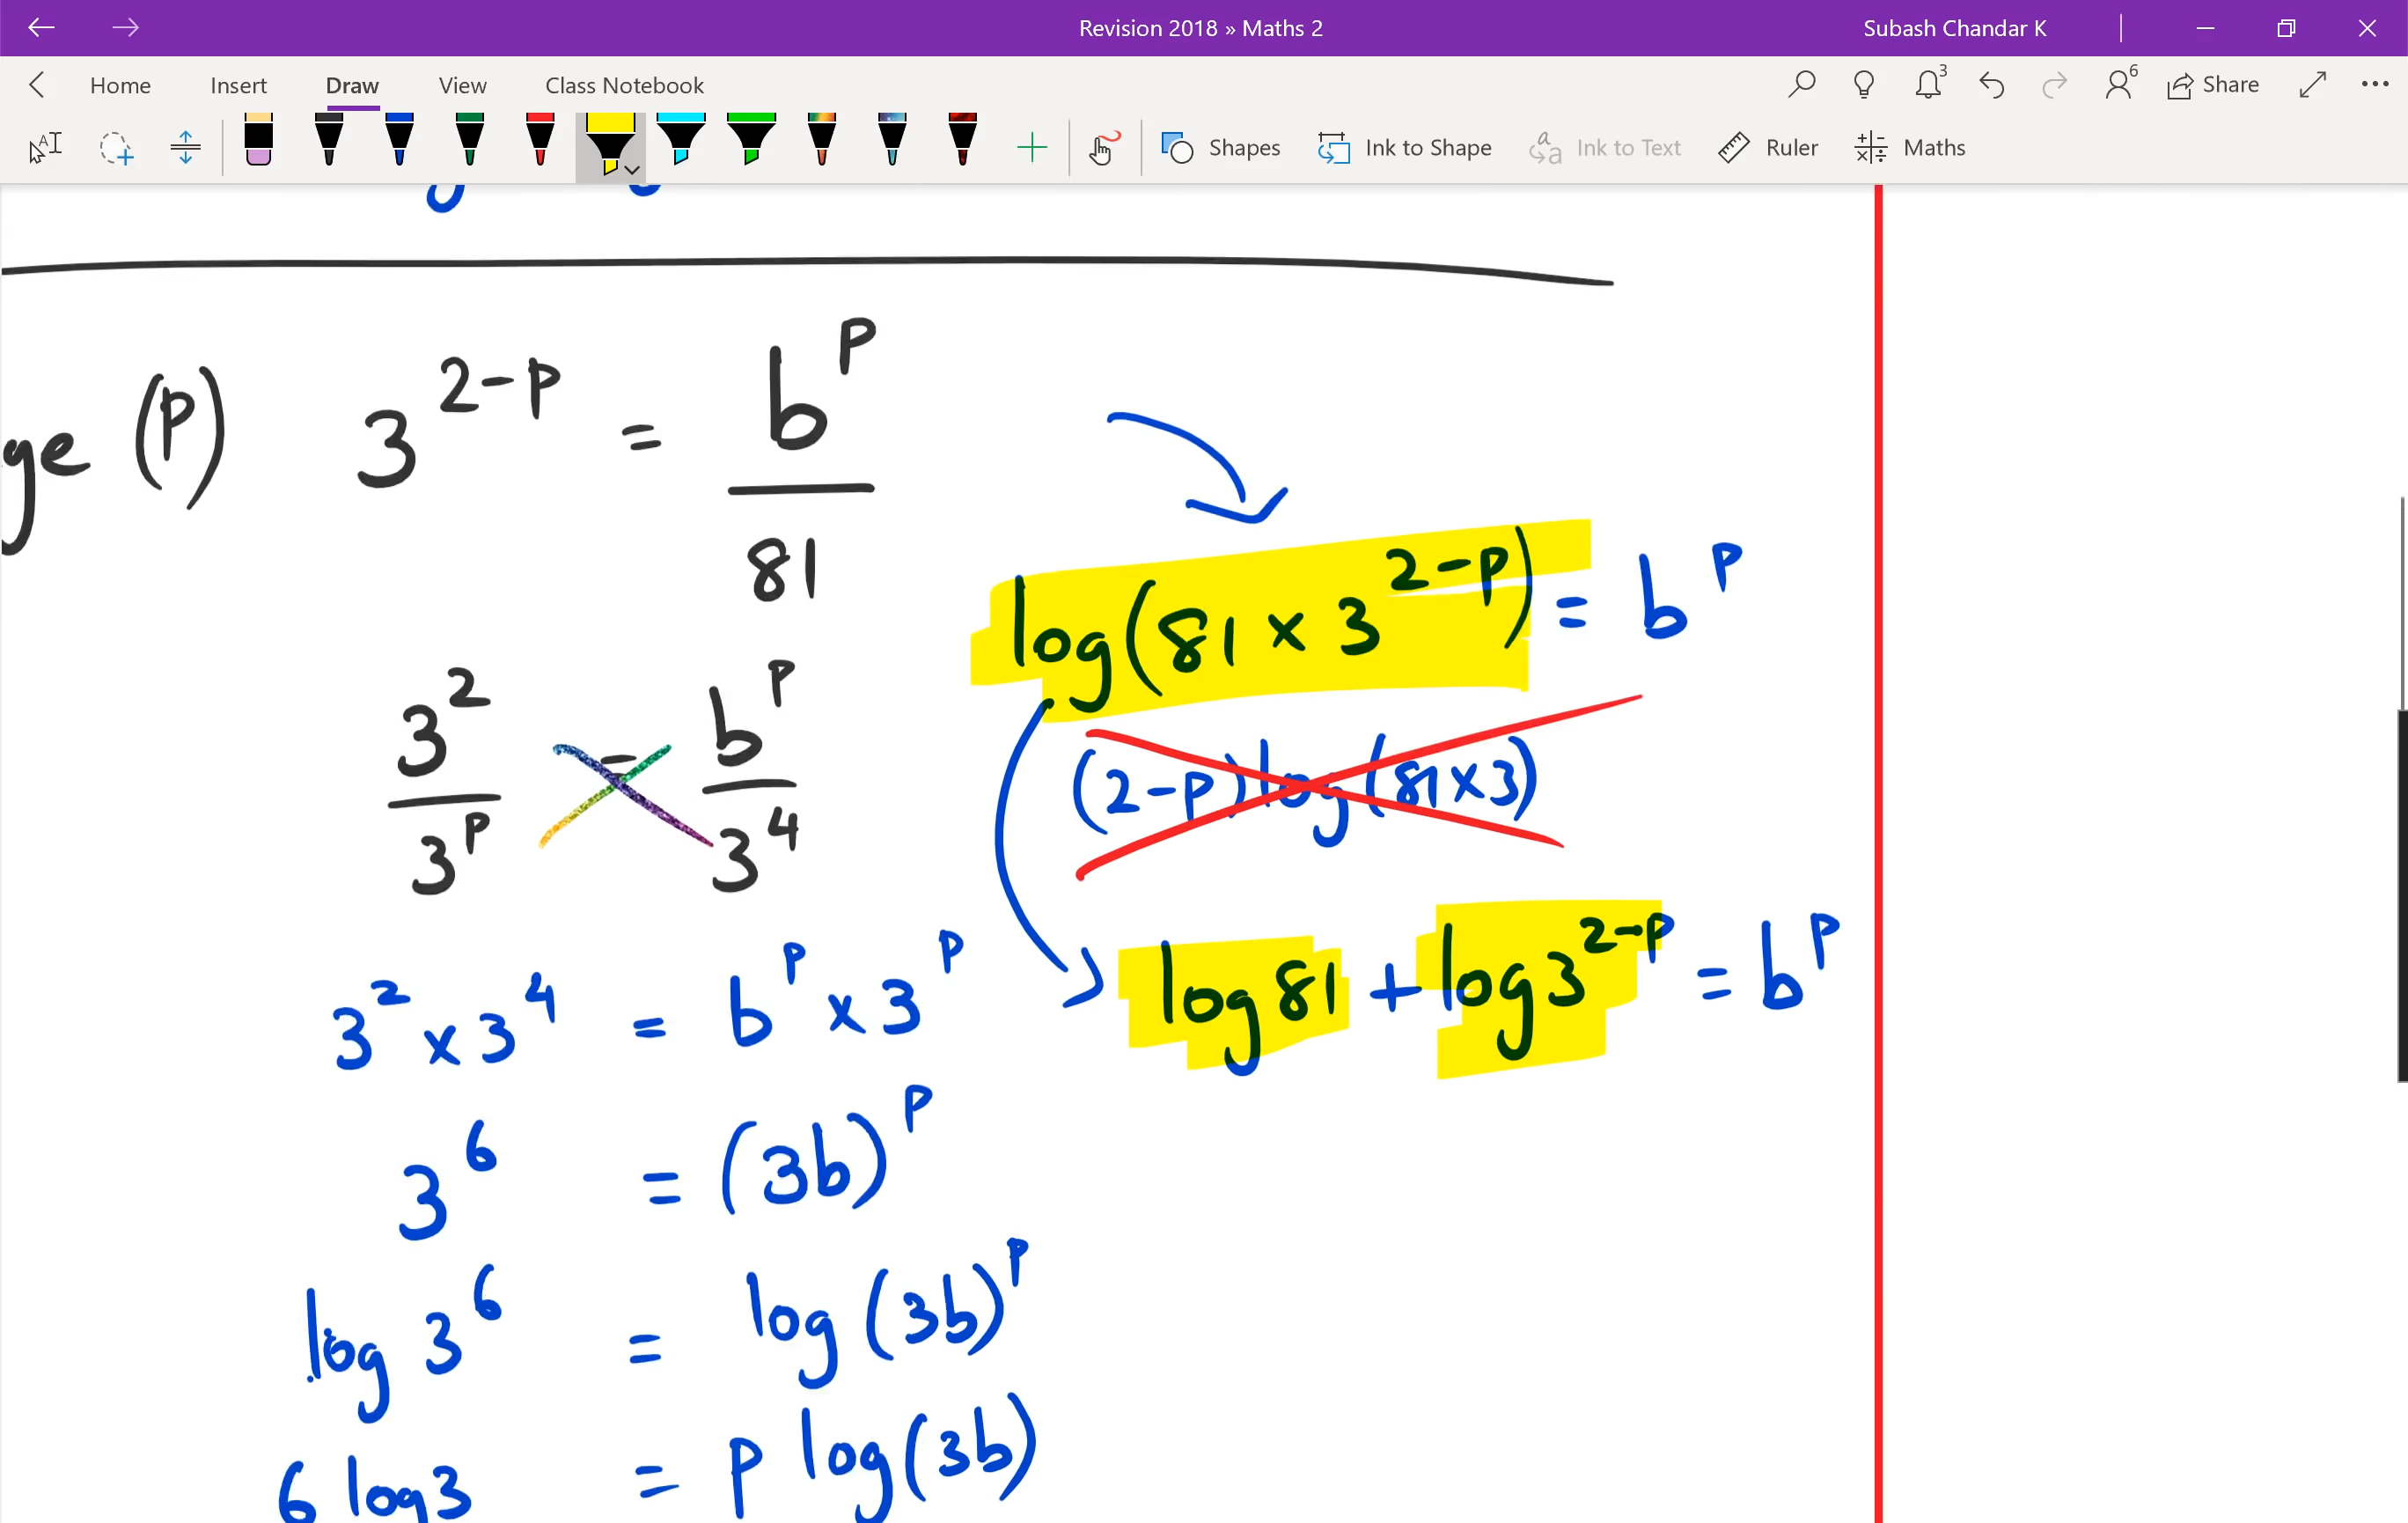 Revision 2018 » Maths 2
Subash Chandar K
Home Insert Draw View Class Notebook
3
6
Share
Shapes Ink to Shape Ink to Text Ruler Maths
ge (P) 3^(2-P) = b^P / 81
log(81 × 3^(2-P)) = b^P
3^2 / 3^P = b^P / 3^4
(2-P) log (81×3)
log 81 + log 3^(2-P) = b^P
3^2 × 3^4 = b^P × 3^P
3^6 = (3b)^P
log 3^6 = log (3b)^P
6 log 3 = P log (3b)